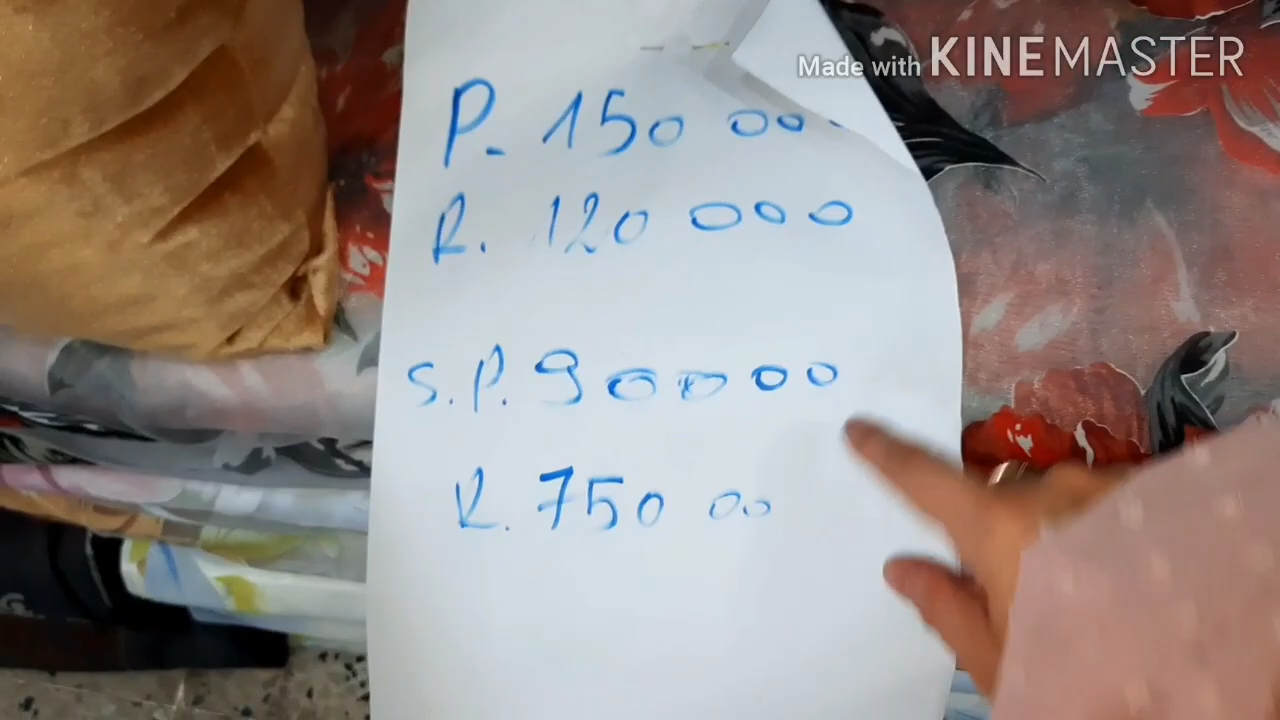 Made with KINEMASTER
P. 150 000
R. 120 000
S.P. 90000
R. 750 00